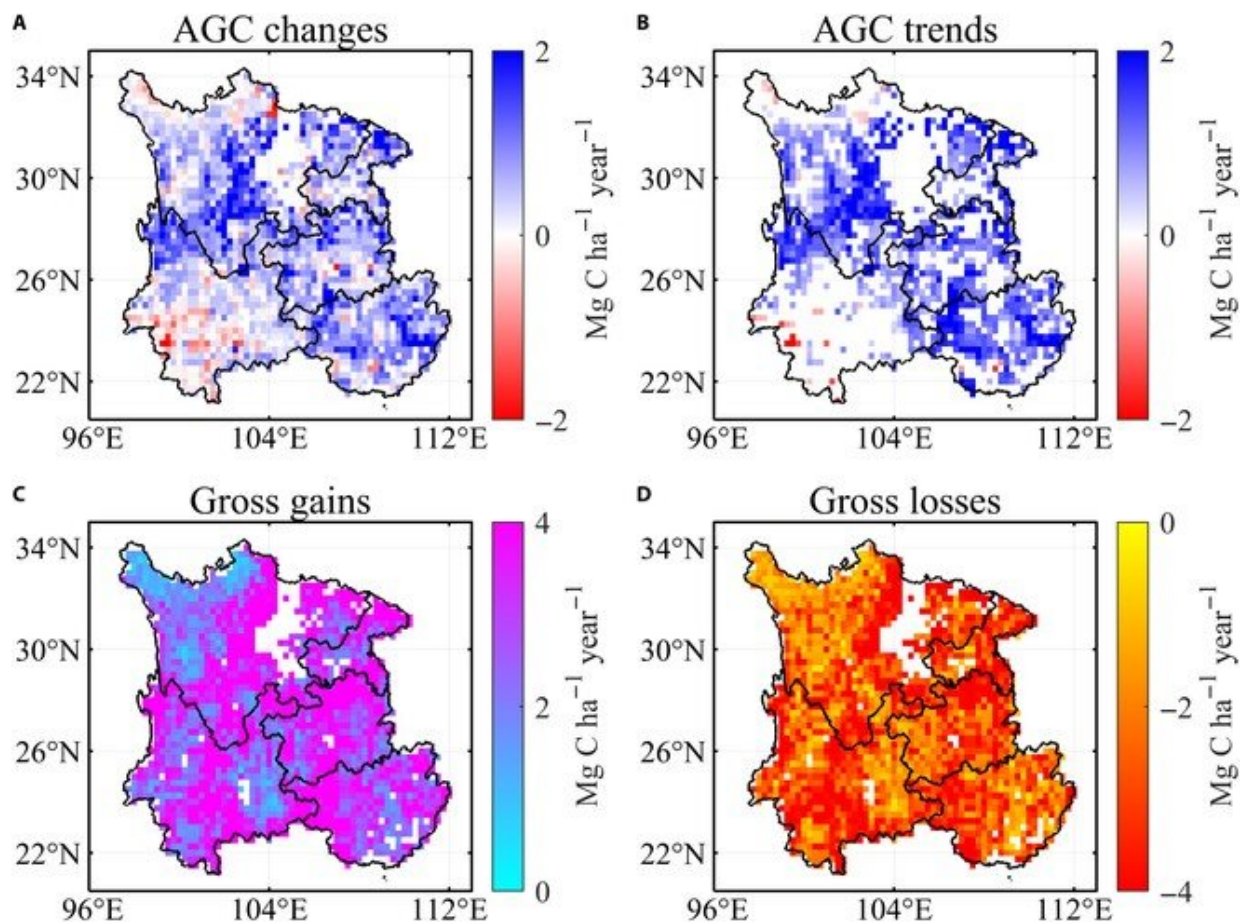 A
AGC changes
34°N
30°N
26°N
22°N
96°E
104°E
112°E
2
0
−2
Mg C ha⁻¹ year⁻¹
B
AGC trends
34°N
30°N
26°N
22°N
96°E
104°E
112°E
2
0
−2
Mg C ha⁻¹ year⁻¹
C
Gross gains
34°N
30°N
26°N
22°N
96°E
104°E
112°E
4
2
0
Mg C ha⁻¹ year⁻¹
D
Gross losses
34°N
30°N
26°N
22°N
96°E
104°E
112°E
0
−2
−4
Mg C ha⁻¹ year⁻¹